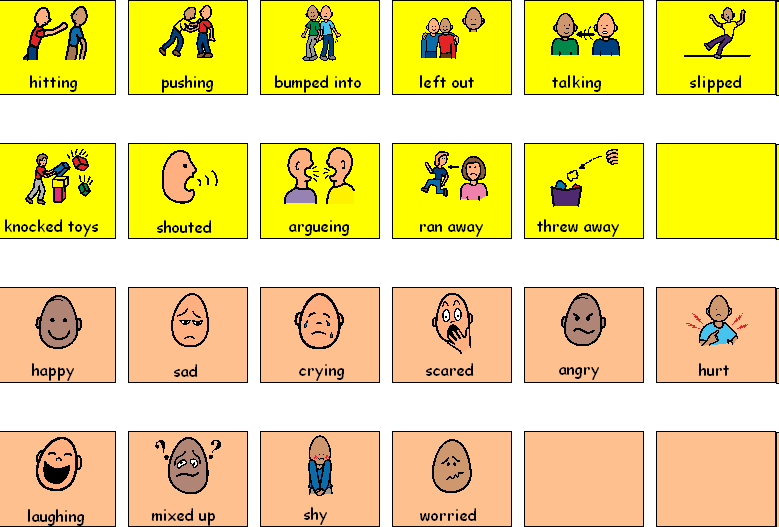 hitting pushing bumped into left out talking slipped
knocked toys shouted argueing ran away threw away
happy sad crying scared angry hurt
? ?
laughing mixed up shy worried